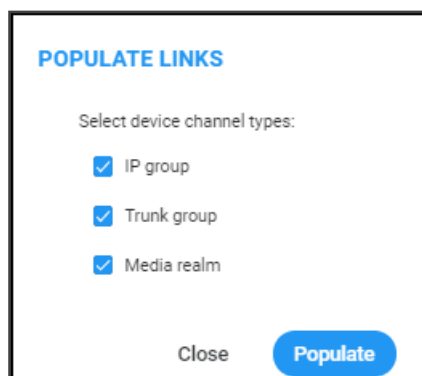 POPULATE LINKS
Select device channel types:
IP group
Trunk group
Media realm
Close Populate